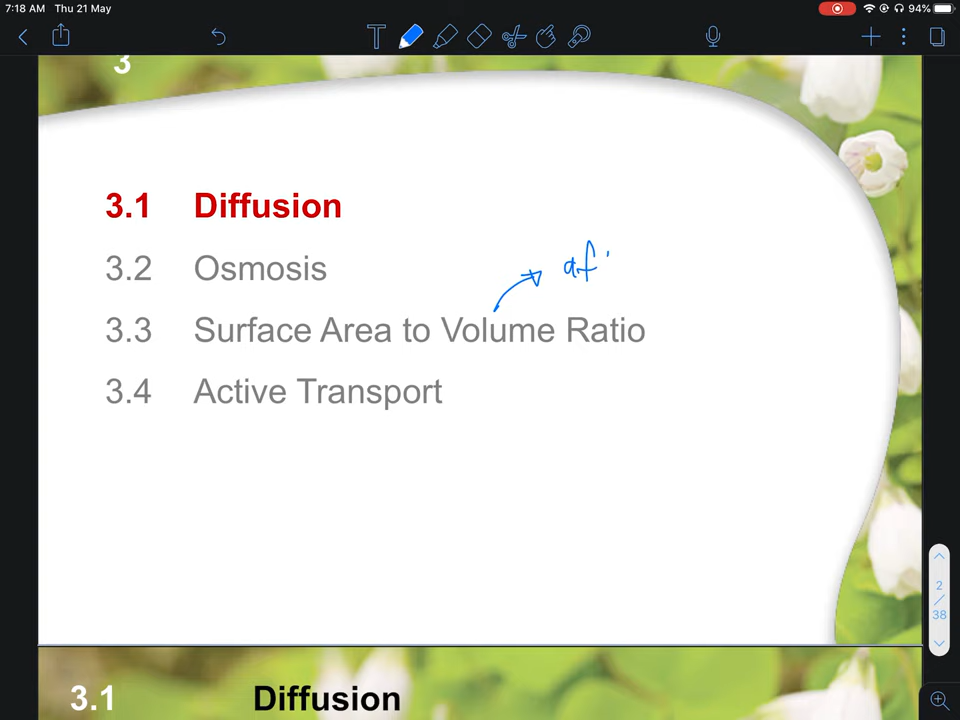 7:18 AM Thu 21 May 94%
3
3.1 Diffusion
3.2 Osmosis
af
3.3 Surface Area to Volume Ratio
3.4 Active Transport
2
/
38
3.1 Diffusion